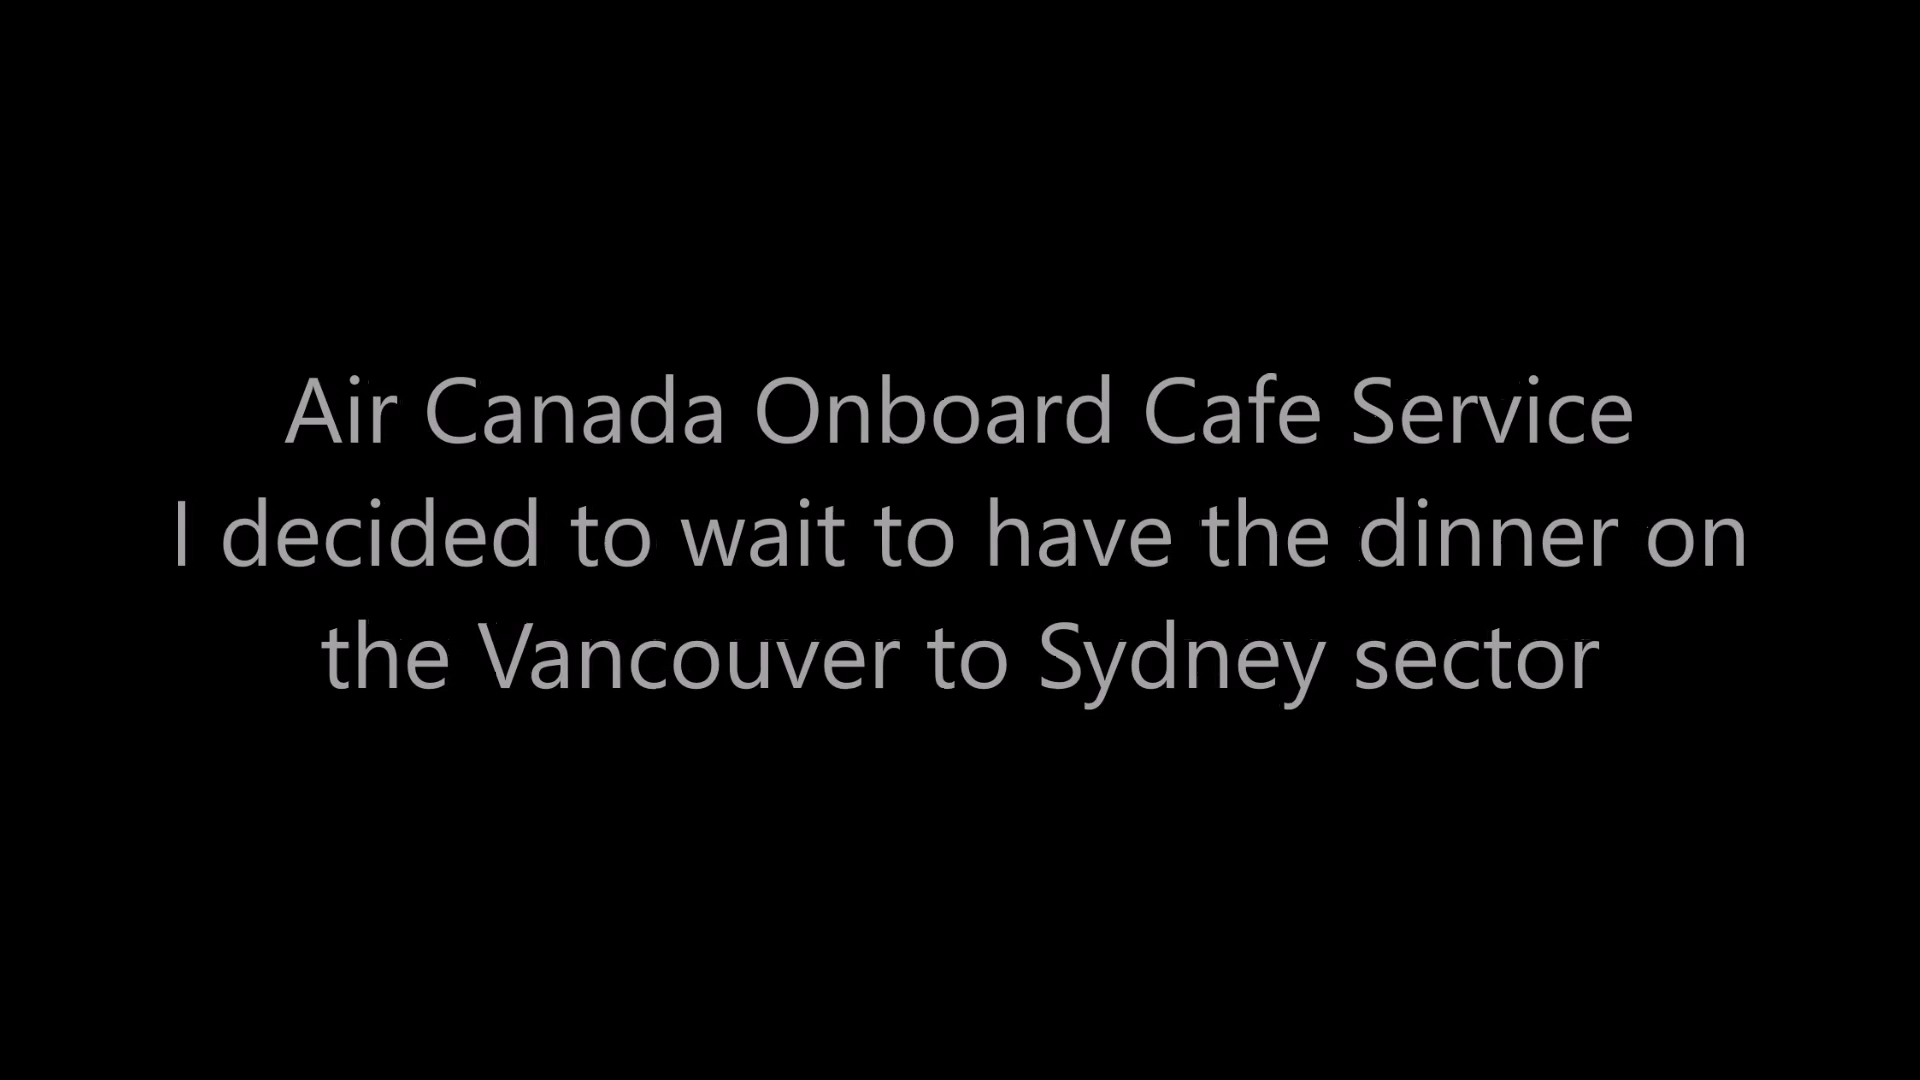 Air Canada Onboard Cafe Service
I decided to wait to have the dinner on
the Vancouver to Sydney sector